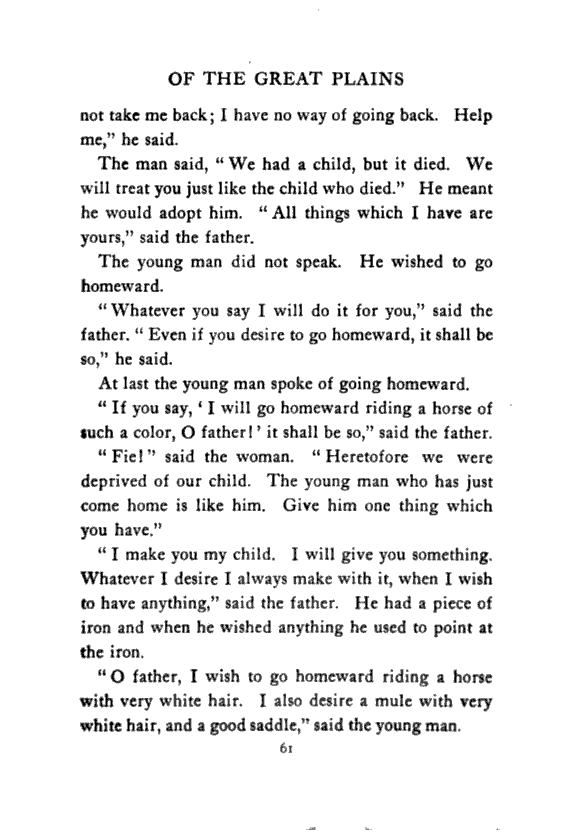 OF THE GREAT PLAINS
not take me back; I have no way of going back. Help
me,” he said.
The man said, “ We had a child, but it died. We
will treat you just like the child who died.” He meant
he would adopt him. “ All things which I have are
yours,” said the father.
The young man did not speak. He wished to go
homeward.
“ Whatever you say I will do it for you,” said the
father. “ Even if you desire to go homeward, it shall be
so,” he said.
At last the young man spoke of going homeward.
“ If you say, ‘ I will go homeward riding a horse of
such a color, O father! ’ it shall be so,” said the father.
“ Fie! ” said the woman. “ Heretofore we were
deprived of our child. The young man who has just
come home is like him. Give him one thing which
you have.”
“ I make you my child. I will give you something.
Whatever I desire I always make with it, when I wish
to have anything,” said the father. He had a piece of
iron and when he wished anything he used to point at
the iron.
“ O father, I wish to go homeward riding a horse
with very white hair. I also desire a mule with very
white hair, and a good saddle,” said the young man.
61